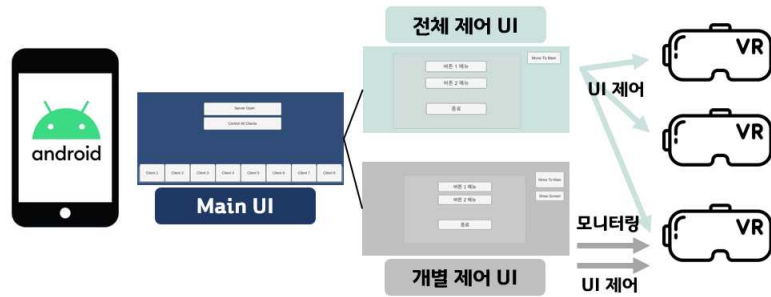 전체 제어 UI
Move To Main
버튼 1 메뉴
버튼 2 메뉴
종료
UI 제어
VR
VR
VR
android
Server Open
Control All Clients
Client 1
Client 2
Client 3
Client 4
Client 5
Client 6
Client 7
Client 8
Main UI
버튼 1 메뉴
버튼 2 메뉴
종료
Move To Main
Show Screen
개별 제어 UI
모니터링
UI 제어